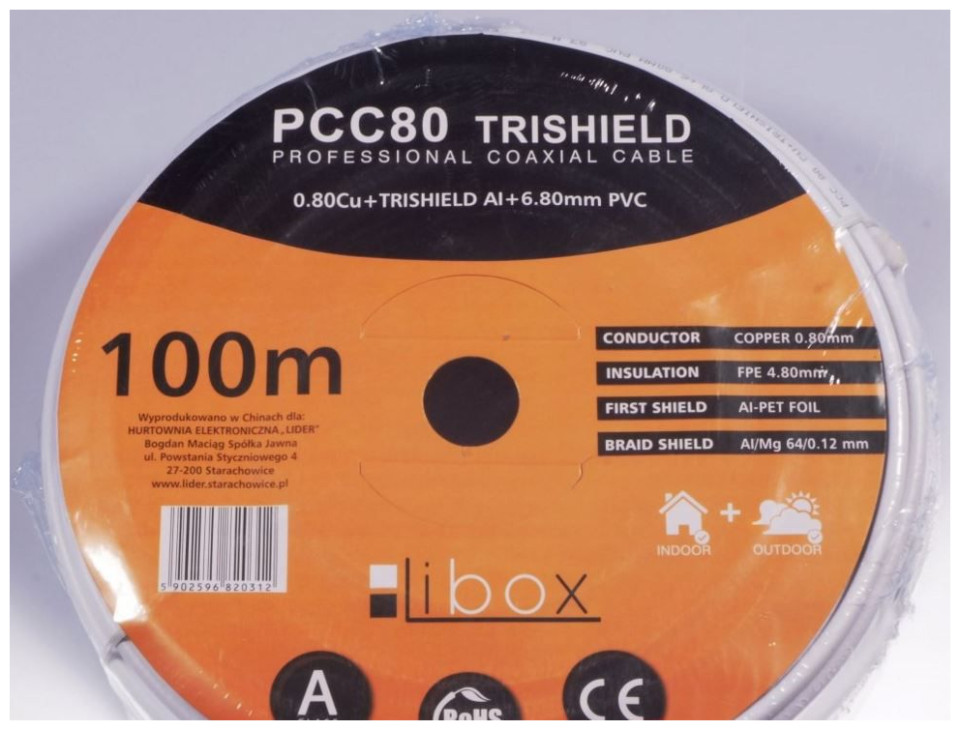 PCC80 TRISHIELD
PROFESSIONAL COAXIAL CABLE
0.80Cu+TRISHIELD Al+6.80mm PVC
100m
Wyprodukowano w Chinach dla:
HURTOWNIA ELEKTRONICZNA „LIDER”
Bogdan Maciąg Spółka Jawna
ul. Powstania Styczniowego 4
27-200 Starachowice
www.lider.starachowice.pl
5 902596 820312
CONDUCTOR COPPER 0.80mm
INSULATION FPE 4.80mm
FIRST SHIELD Al-PET FOIL
BRAID SHIELD Al/Mg 64/0.12 mm
INDOOR + OUTDOOR
Libox
A
RoHS
CE